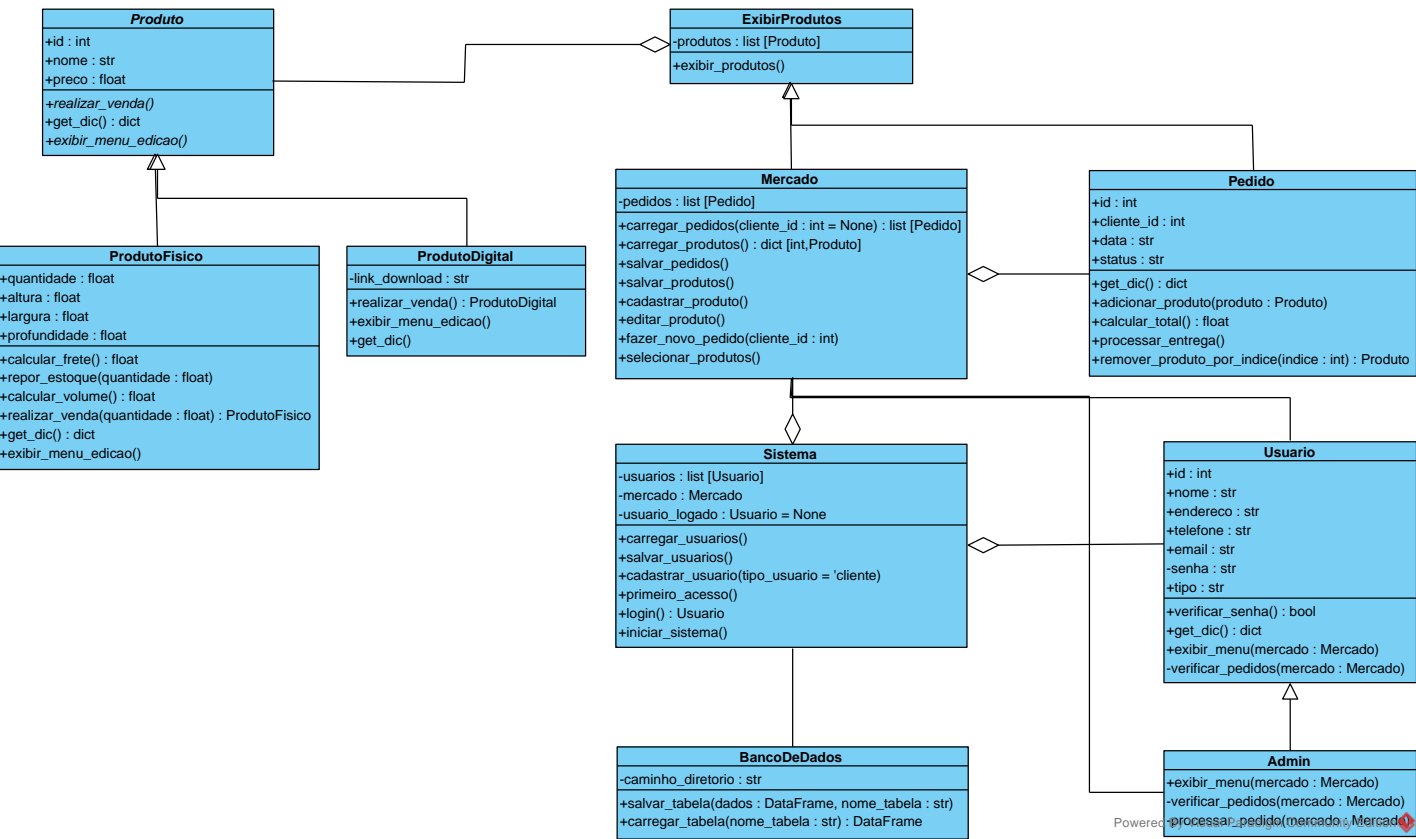 Produto
+id : int
+nome : str
+preco : float
+realizar_venda()
+get_dic() : dict
+exibir_menu_edicao()
ExibirProdutos
-produtos : list [Produto]
+exibir_produtos()
ProdutoFisico
+quantidade : float
+altura : float
+largura : float
+profundidade : float
+calcular_frete() : float
+repor_estoque(quantidade : float)
+calcular_volume() : float
+realizar_venda(quantidade : float) : ProdutoFisico
+get_dic() : dict
+exibir_menu_edicao()
ProdutoDigital
-link_download : str
+realizar_venda() : ProdutoDigital
+exibir_menu_edicao()
+get_dic()
Mercado
-pedidos : list [Pedido]
+carregar_pedidos(cliente_id : int = None) : list [Pedido]
+carregar_produtos() : dict [int,Produto]
+salvar_pedidos()
+salvar_produtos()
+cadastrar_produto()
+editar_produto()
+fazer_novo_pedido(cliente_id : int)
+selecionar_produtos()
Pedido
+id : int
+cliente_id : int
+data : str
+status : str
+get_dic() : dict
+adicionar_produto(produto : Produto)
+calcular_total() : float
+processar_entrega()
+remover_produto_por_indice(indice : int) : Produto
Sistema
-usuarios : list [Usuario]
-mercado : Mercado
-usuario_logado : Usuario = None
+carregar_usuarios()
+salvar_usuarios()
+cadastrar_usuario(tipo_usuario = 'cliente)
+primeiro_acesso()
+login() : Usuario
+iniciar_sistema()
Usuario
+id : int
+nome : str
+endereco : str
+telefone : str
+email : str
-senha : str
+tipo : str
+verificar_senha() : bool
+get_dic() : dict
+exibir_menu(mercado : Mercado)
-verificar_pedidos(mercado : Mercado)
BancoDeDados
-caminho_diretorio : str
+salvar_tabela(dados : DataFrame, nome_tabela : str)
+carregar_tabela(nome_tabela : str) : DataFrame
Admin
+exibir_menu(mercado : Mercado)
-verificar_pedidos(mercado : Mercado)
-processar_pedido(mercado : Mercado)
Powered By Visual Paradigm Community Edition